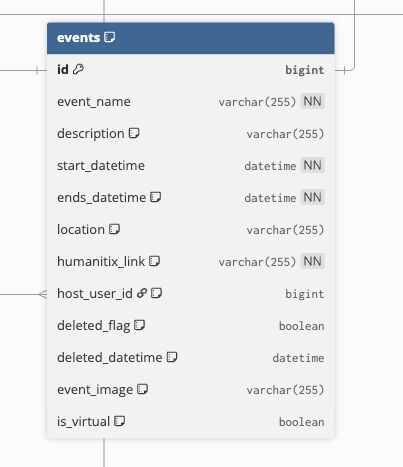 events
id bigint
event_name varchar(255) NN
description varchar(255)
start_datetime datetime NN
ends_datetime datetime NN
location varchar(255)
humanitix_link varchar(255) NN
host_user_id bigint
deleted_flag boolean
deleted_datetime datetime
event_image varchar(255)
is_virtual boolean